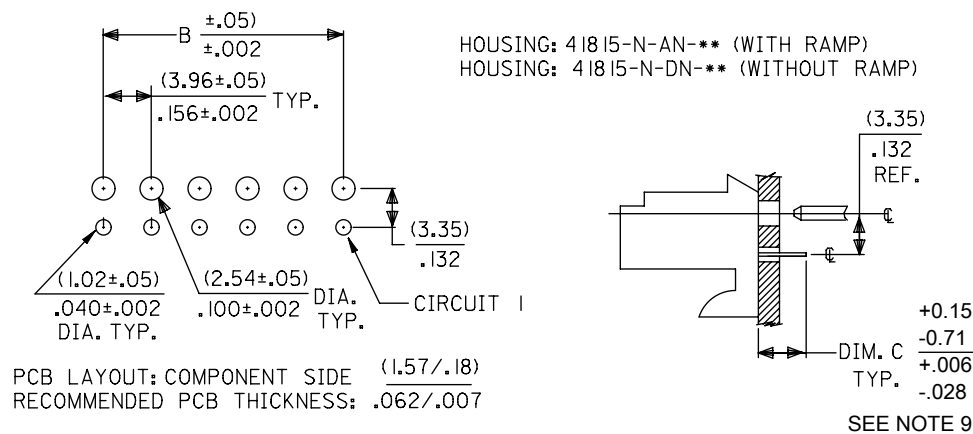 B (±.05)
±.002
(3.96±.05)
.156±.002 TYP.
HOUSING: 41815-N-AN-** (WITH RAMP)
HOUSING: 41815-N-DN-** (WITHOUT RAMP)
(3.35)
.132
REF.
(3.35)
.132
℄
℄
(1.02±.05)
.040±.002
DIA. TYP.
(2.54±.05)
.100±.002
DIA.
TYP.
CIRCUIT 1
+0.15
-0.71
+.006
-.028
DIM. C
TYP.
SEE NOTE 9
PCB LAYOUT: COMPONENT SIDE
RECOMMENDED PCB THICKNESS: (1.57/.18)
.062/.007